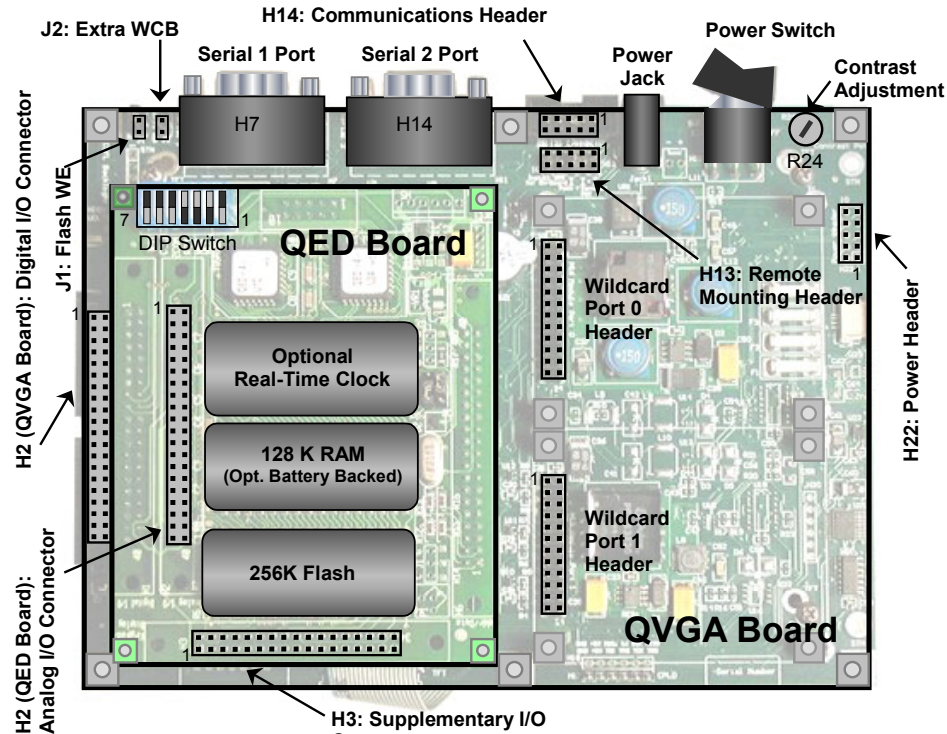 H14: Communications Header
J2: Extra WCB
Serial 1 Port
Serial 2 Port
Power
Jack
Power Switch
Contrast
Adjustment
H7
H14
1
1
R24
J1: Flash WE
H2 (QVGA Board): Digital I/O Connector
7
1
DIP Switch
QED Board
1
1
1
Wildcard
Port 0
Header
H13: Remote
Mounting Header
1
H22: Power Header
Optional
Real-Time Clock
128 K RAM
(Opt. Battery Backed)
256K Flash
1
Wildcard
Port 1
Header
QVGA Board
H2 (QED Board):
Analog I/O Connector
1
H3: Supplementary I/O